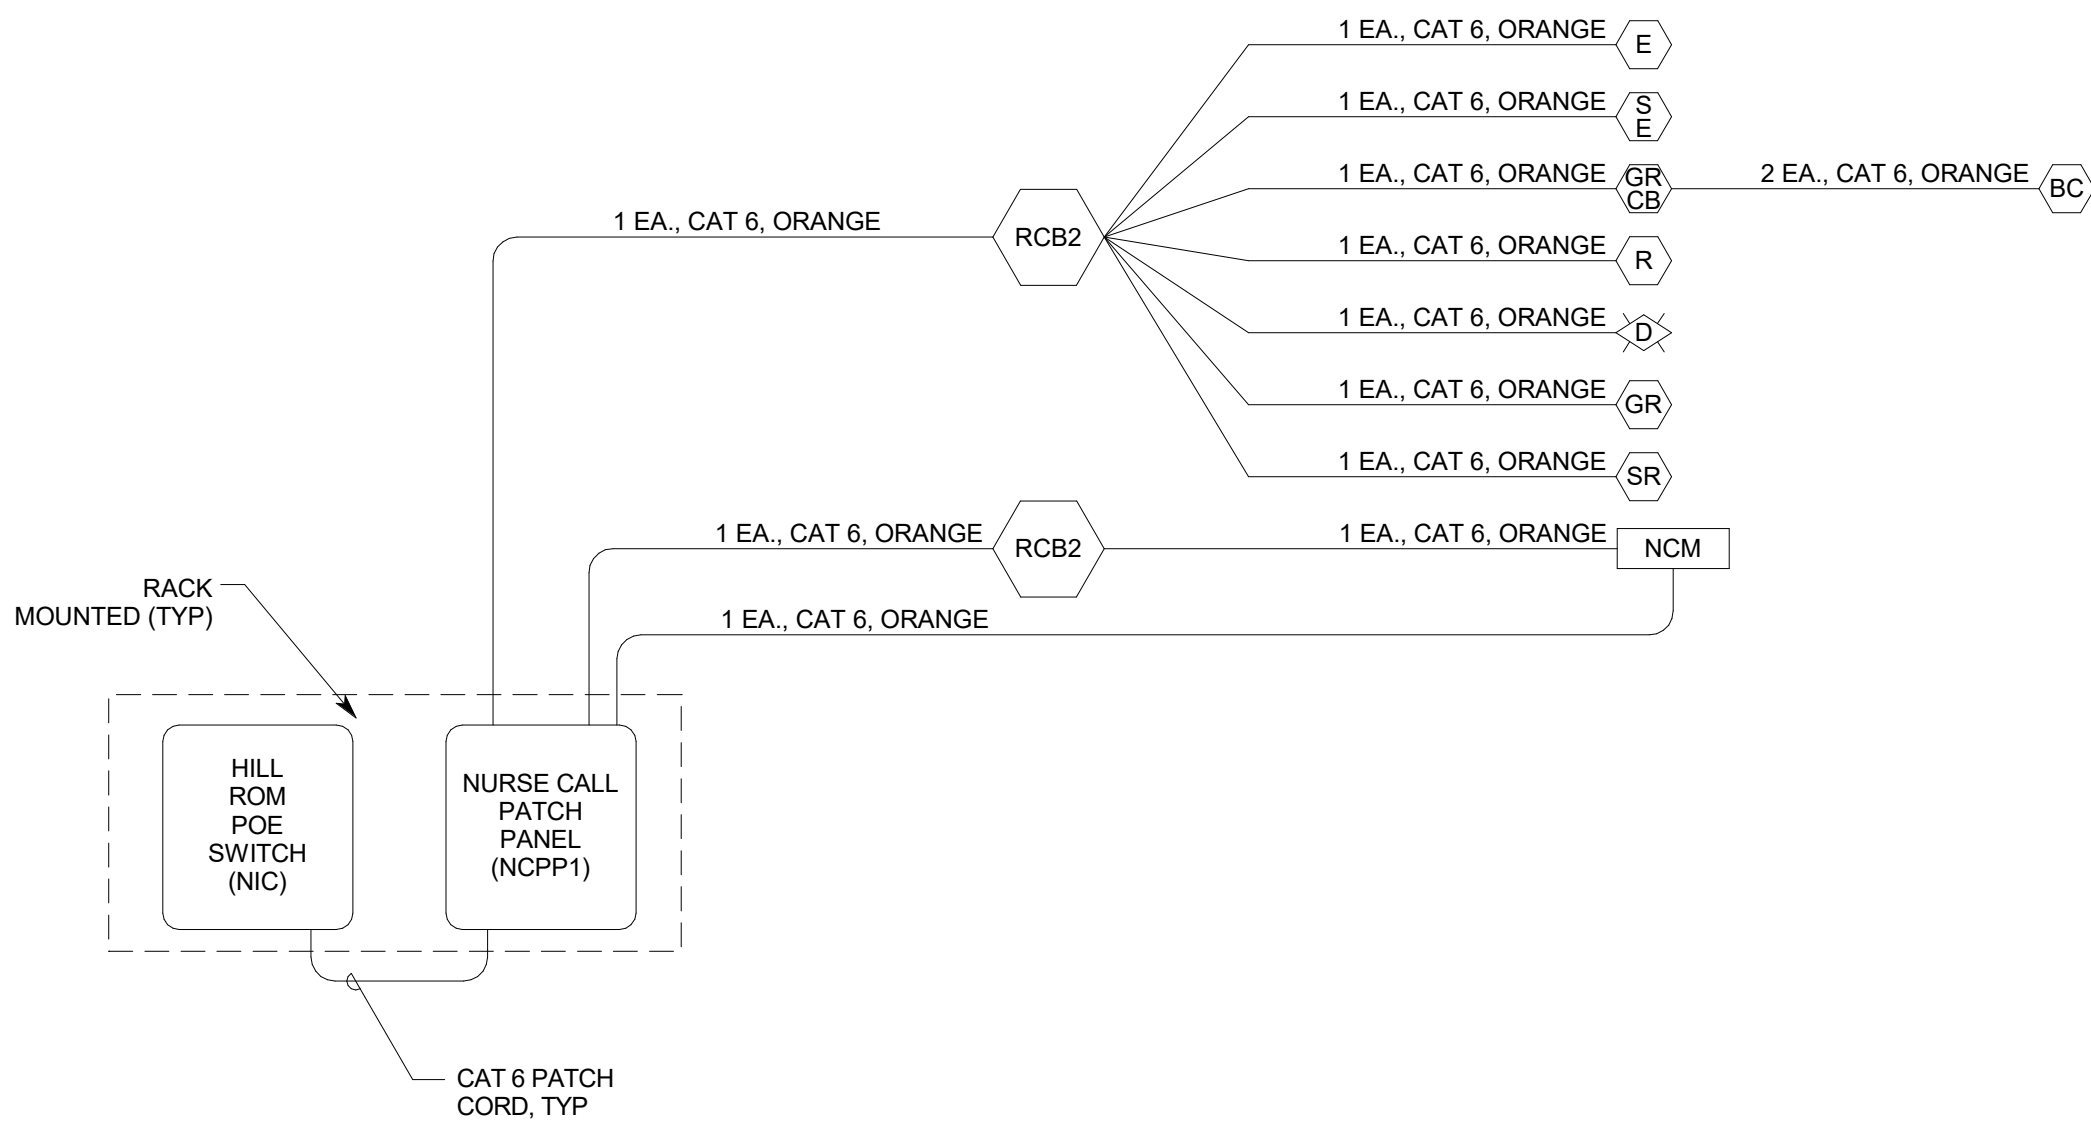 1 EA., CAT 6, ORANGE
E
1 EA., CAT 6, ORANGE
S
E
1 EA., CAT 6, ORANGE
GR
CB
2 EA., CAT 6, ORANGE
BC
1 EA., CAT 6, ORANGE
RCB2
1 EA., CAT 6, ORANGE
R
1 EA., CAT 6, ORANGE
D
1 EA., CAT 6, ORANGE
GR
1 EA., CAT 6, ORANGE
SR
1 EA., CAT 6, ORANGE
RCB2
1 EA., CAT 6, ORANGE
NCM
1 EA., CAT 6, ORANGE
RACK
MOUNTED (TYP)
HILL
ROM
POE
SWITCH
(NIC)
NURSE CALL
PATCH
PANEL
(NCPP1)
CAT 6 PATCH
CORD, TYP